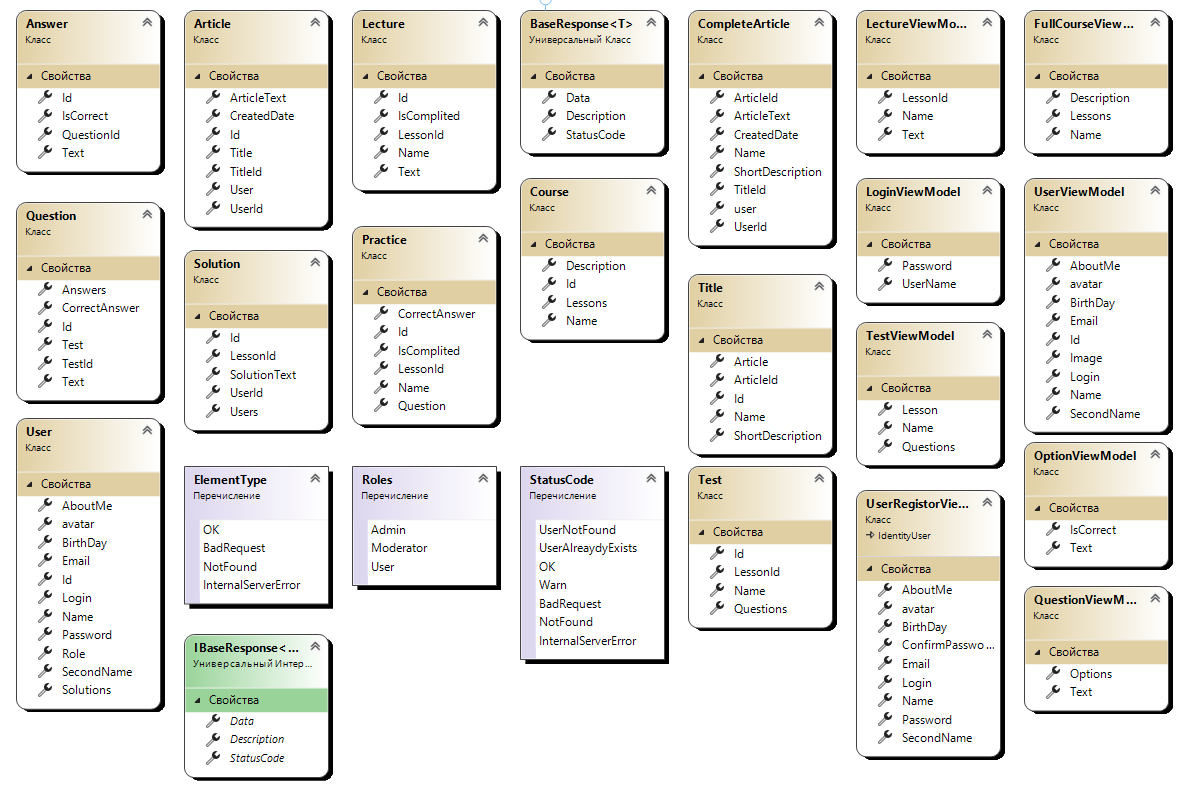 Answer
Класс
Свойства
Id
IsCorrect
QuestionId
Text
Question
Класс
Свойства
Answers
CorrectAnswer
Id
Test
TestId
Text
User
Класс
Свойства
AboutMe
avatar
BirthDay
Email
Id
Login
Name
Password
Role
SecondName
Solutions
Article
Класс
Свойства
ArticleText
CreatedDate
Id
Title
TitleId
User
UserId
Solution
Класс
Свойства
Id
LessonId
SolutionText
UserId
Users
ElementType
Перечисление
OK
BadRequest
NotFound
InternalServerError
IBaseResponse<...
Универсальный Интер...
Свойства
Data
Description
StatusCode
Lecture
Класс
Свойства
Id
IsComplited
LessonId
Name
Text
Practice
Класс
Свойства
CorrectAnswer
Id
IsComplited
LessonId
Name
Question
Roles
Перечисление
Admin
Moderator
User
BaseResponse<T>
Универсальный Класс
Свойства
Data
Description
StatusCode
Course
Класс
Свойства
Description
Id
Lessons
Name
StatusCode
Перечисление
UserNotFound
UserAlreaydyExists
OK
Warn
BadRequest
NotFound
InternalServerError
CompleteArticle
Класс
Свойства
ArticleId
ArticleText
CreatedDate
Name
ShortDescription
TitleId
user
UserId
Title
Класс
Свойства
Article
ArticleId
Id
Name
ShortDescription
Test
Класс
Свойства
Id
LessonId
Name
Questions
LectureViewMo...
Класс
Свойства
LessonId
Name
Text
LoginViewModel
Класс
Свойства
Password
UserName
TestViewModel
Класс
Свойства
Lesson
Name
Questions
UserRegistorVie...
Класс
IdentityUser
Свойства
AboutMe
avatar
BirthDay
ConfirmPasswo...
Email
Login
Name
Password
SecondName
FullCourseView...
Класс
Свойства
Description
Lessons
Name
UserViewModel
Класс
Свойства
AboutMe
avatar
BirthDay
Email
Id
Image
Login
Name
SecondName
OptionViewModel
Класс
Свойства
IsCorrect
Text
QuestionViewM...
Класс
Свойства
Options
Text